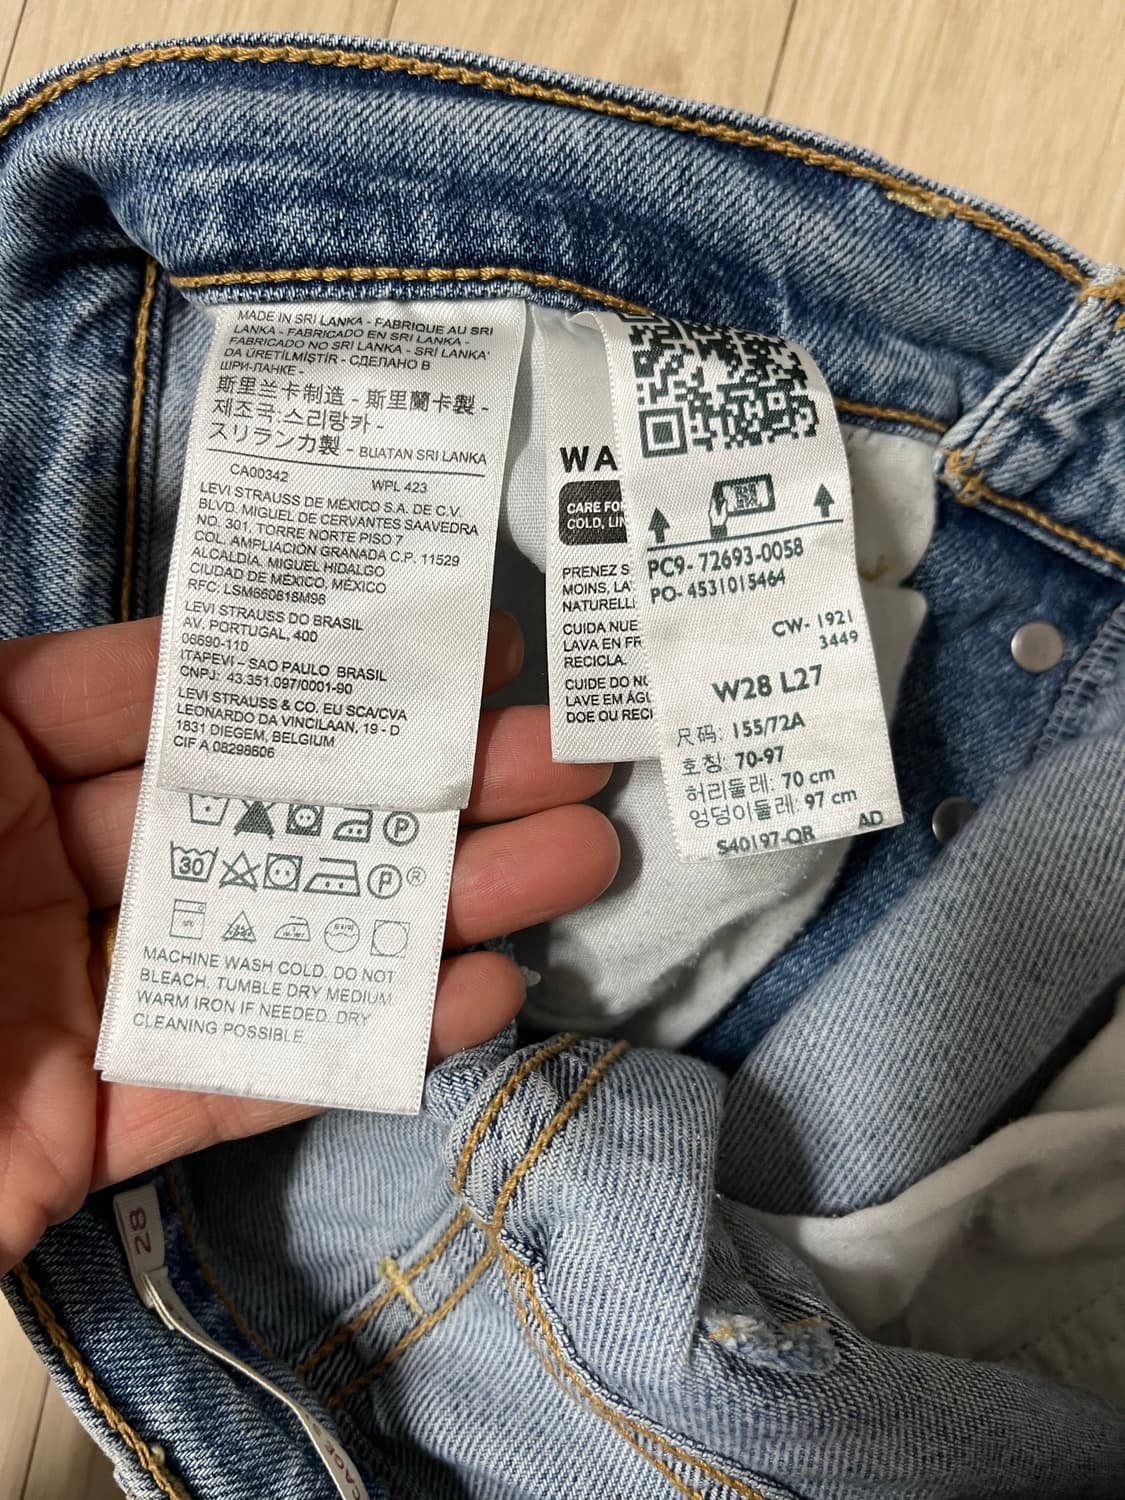 MADE IN SRI LANKA - FABRIQUE AU SRI
LANKA - FABRICADO EN SRI LANKA -
FABRICADO NO SRI LANKA - SRİ LANKA'
DA ÜRETİLMİŞTİR - СДЕЛАНО В
ШРИ-ЛАНКЕ -
斯里兰卡制造 - 斯里蘭卡製 -
제조국:스리랑카 -
スリランカ製 - BUATAN SRI LANKA
CA00342 WPL 423
LEVI STRAUSS DE MÉXICO S.A. DE C.V.
BLVD. MIGUEL DE CERVANTES SAAVEDRA
NO. 301, TORRE NORTE PISO 7
COL. AMPLIACIÓN GRANADA C.P. 11529
ALCALDÍA, MIGUEL HIDALGO
CIUDAD DE MÉXICO, MÉXICO
RFC: LSM660818M98
LEVI STRAUSS DO BRASIL
AV. PORTUGAL, 400
06690-110
ITAPEVI - SAO PAULO BRASIL
CNPJ: 43.351.097/0001-90
LEVI STRAUSS & CO. EU SCA/CVA
LEONARDO DA VINCILAAN, 19 - D
1831 DIEGEM, BELGIUM
CIF A 08298606
P
30 P ®
MACHINE WASH COLD. DO NOT
BLEACH. TUMBLE DRY MEDIUM.
WARM IRON IF NEEDED. DRY
CLEANING POSSIBLE.
WA
CARE FO
COLD, LIN
PRENEZ S
MOINS, LA
NATURELL
CUIDA NUE
LAVA EN FR
RECICLA.
CUIDE DO NO
LAVE EM ÁGU
DOE OU RECI
PC9- 72693-0058
PO- 4531015464
CW- 1921
3449
W28 L27
尺码: 155/72A
호칭: 70-97
허리둘레: 70 cm
엉덩이둘레: 97 cm
AD
S40197-QR
28